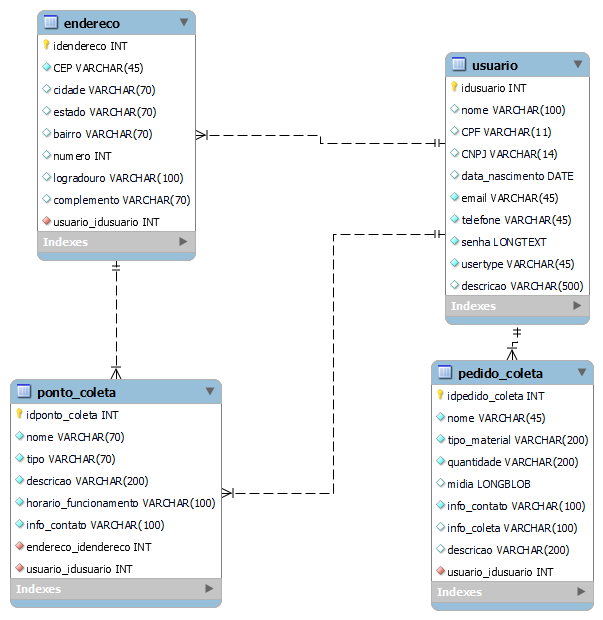 endereco
idendereco INT
CEP VARCHAR(45)
cidade VARCHAR(70)
estado VARCHAR(70)
bairro VARCHAR(70)
numero INT
logradouro VARCHAR(100)
complemento VARCHAR(70)
usuario_idusuario INT
Indexes
usuario
idusuario INT
nome VARCHAR(100)
CPF VARCHAR(11)
CNPJ VARCHAR(14)
data_nascimento DATE
email VARCHAR(45)
telefone VARCHAR(45)
senha LONGTEXT
usertype VARCHAR(45)
descricao VARCHAR(500)
Indexes
ponto_coleta
idponto_coleta INT
nome VARCHAR(70)
tipo VARCHAR(70)
descricao VARCHAR(200)
horario_funcionamento VARCHAR(100)
info_contato VARCHAR(100)
endereco_idendereco INT
usuario_idusuario INT
Indexes
pedido_coleta
idpedido_coleta INT
nome VARCHAR(45)
tipo_material VARCHAR(200)
quantidade VARCHAR(200)
midia LONGBLOB
info_contato VARCHAR(100)
info_coleta VARCHAR(100)
descricao VARCHAR(200)
usuario_idusuario INT
Indexes